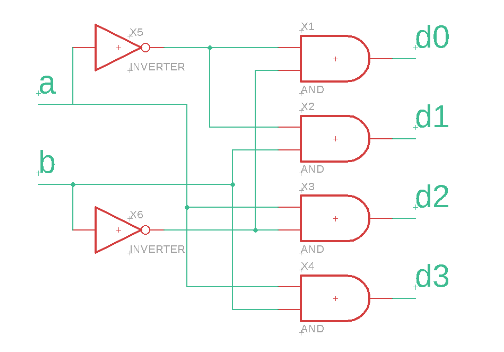 X5
INVERTER
a
b
X6
INVERTER
X1
AND
X2
AND
X3
AND
X4
AND
d0
d1
d2
d3